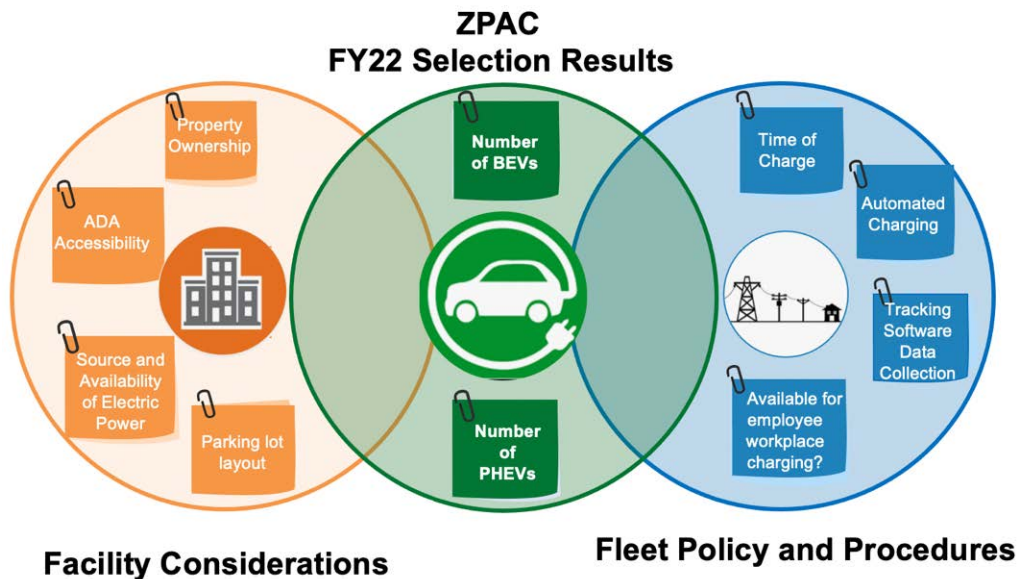 ZPAC
FY22 Selection Results
Property
Ownership
ADA
Accessibility
Source and
Availability
of Electric
Power
Parking lot
layout
Number
of BEVs
Number
of
PHEVs
Time of
Charge
Automated
Charging
Tracking
Software
Data
Collection
Available for
employee
workplace
charging?
Facility Considerations
Fleet Policy and Procedures